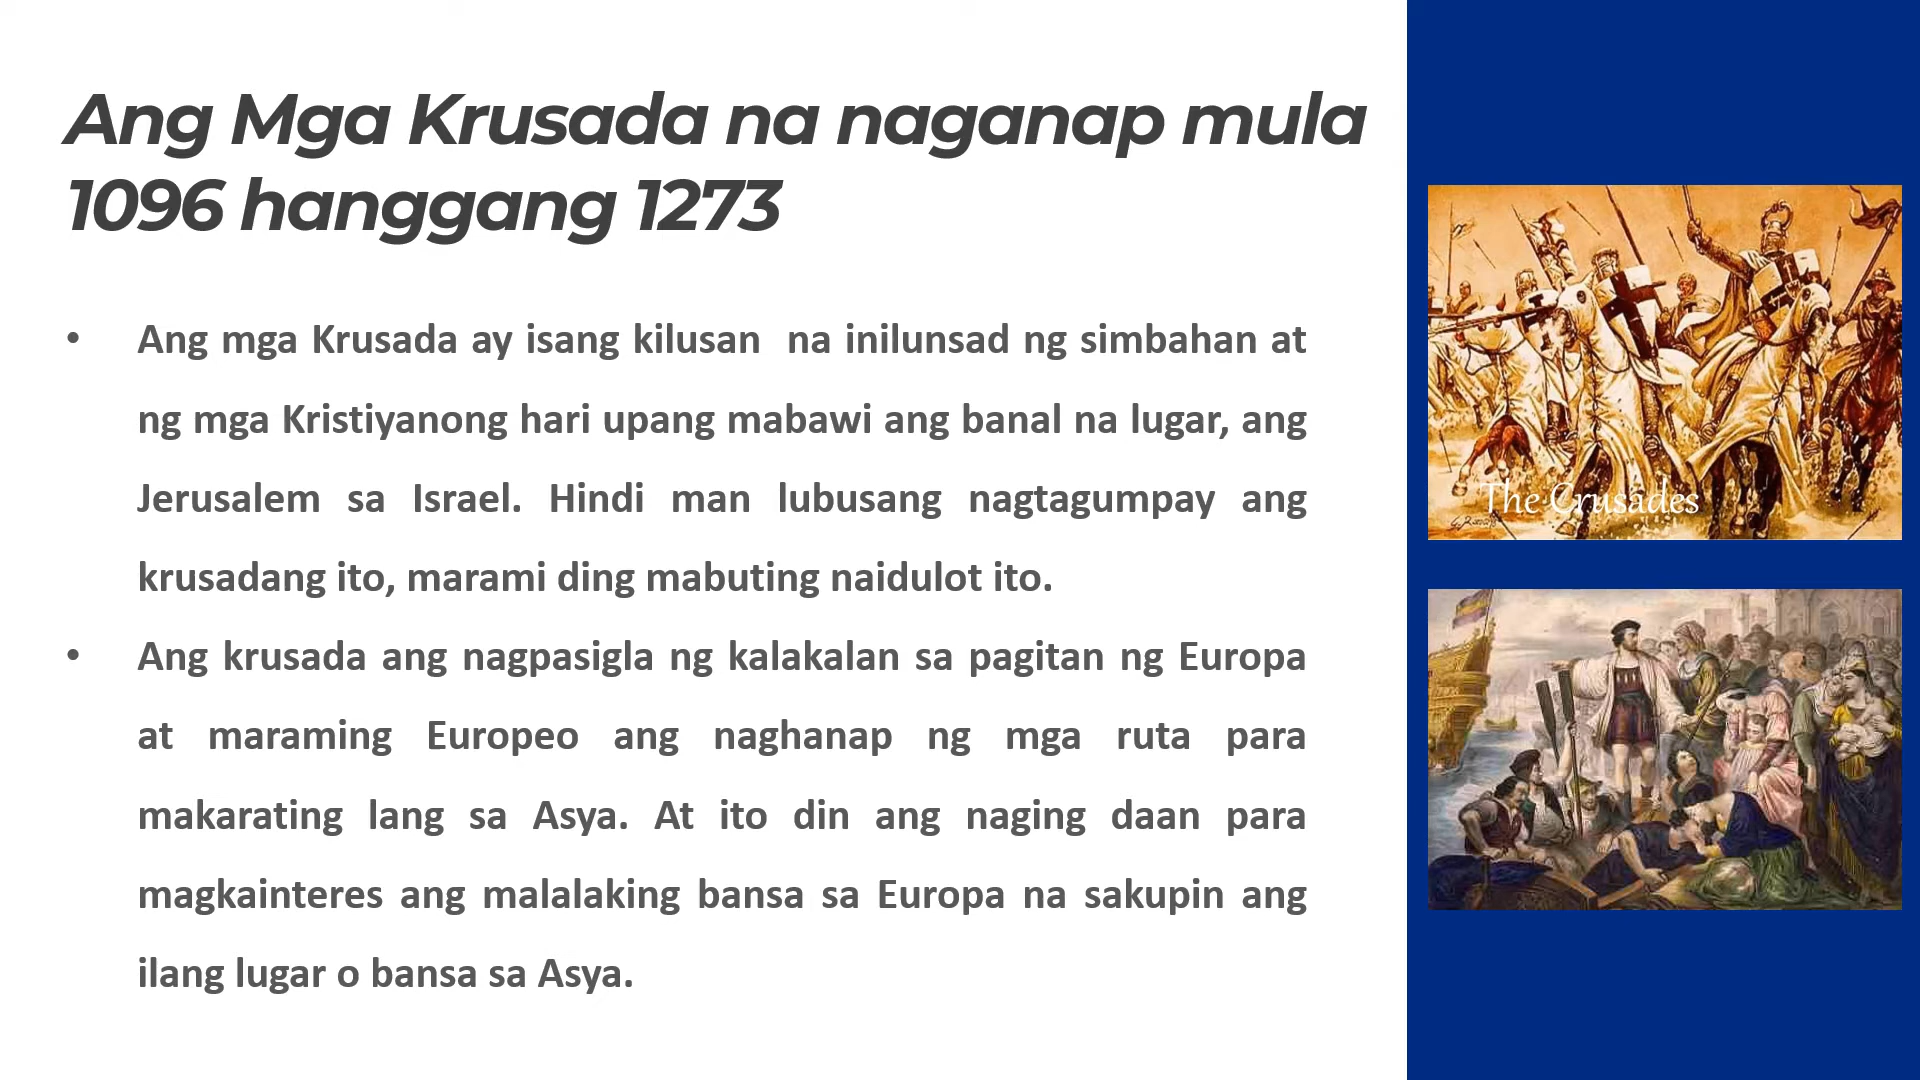 Ang Mga Krusada na naganap mula
1096 hanggang 1273
• Ang mga Krusada ay isang kilusan na inilunsad ng simbahan at
ng mga Kristiyanong hari upang mabawi ang banal na lugar, ang
Jerusalem sa Israel. Hindi man lubusang nagtagumpay ang
krusadang ito, marami ding mabuting naidulot ito.
• Ang krusada ang nagpasigla ng kalakalan sa pagitan ng Europa
at maraming Europeo ang naghanap ng mga ruta para
makarating lang sa Asya. At ito din ang naging daan para
magkainteres ang malalaking bansa sa Europa na sakupin ang
ilang lugar o bansa sa Asya.
The Crusades